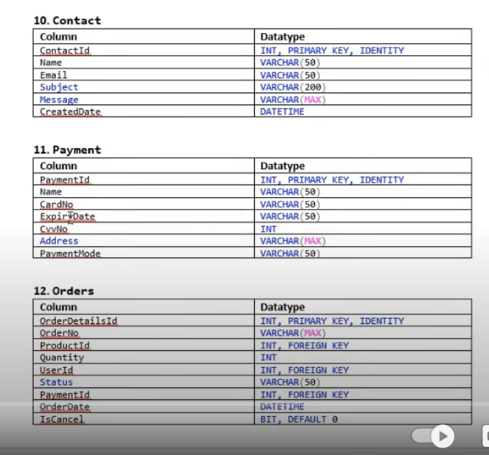 10. Contact
Column Datatype
ContactId INT, PRIMARY KEY, IDENTITY
Name VARCHAR(50)
Email VARCHAR(50)
Subject VARCHAR(200)
Message VARCHAR(MAX)
CreatedDate DATETIME
11. Payment
Column Datatype
PaymentId INT, PRIMARY KEY, IDENTITY
Name VARCHAR(50)
CardNo VARCHAR(50)
ExpiryDate VARCHAR(50)
CvvNo INT
Address VARCHAR(MAX)
PaymentMode VARCHAR(50)
12. Orders
Column Datatype
OrderDetailsId INT, PRIMARY KEY, IDENTITY
OrderNo VARCHAR(MAX)
ProductId INT, FOREIGN KEY
Quantity INT
UserId INT, FOREIGN KEY
Status VARCHAR(50)
PaymentId INT, FOREIGN KEY
OrderDate DATETIME
IsCancel BIT, DEFAULT 0